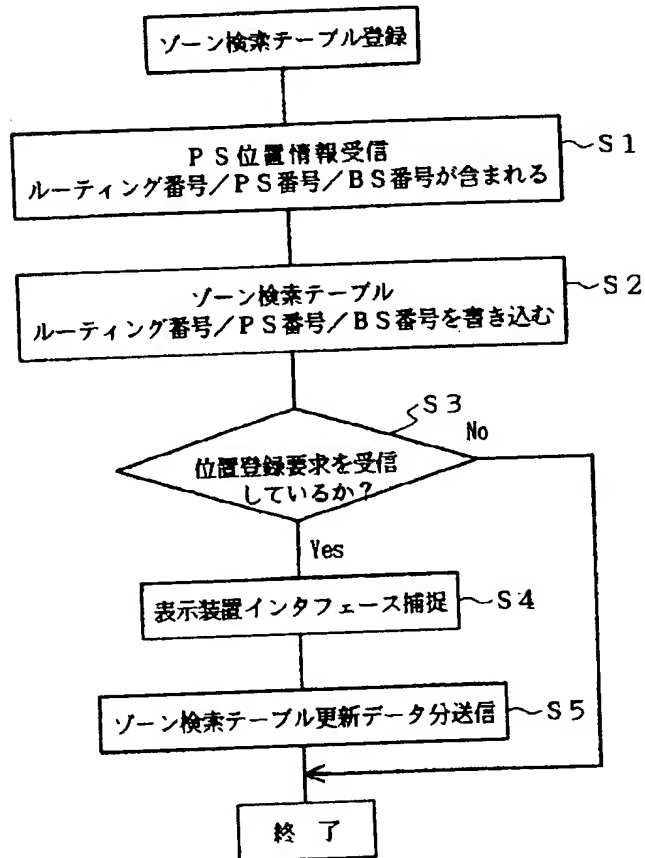 ゾーン検索テーブル登録
PS位置情報受信
ルーティング番号/PS番号/BS番号が含まれる
S1
ゾーン検索テーブル
ルーティング番号/PS番号/BS番号を書き込む
S2
S3
位置登録要求を受信
しているか?
No
Yes
表示装置インタフェース捕捉
S4
ゾーン検索テーブル更新データ分送信
S5
終了